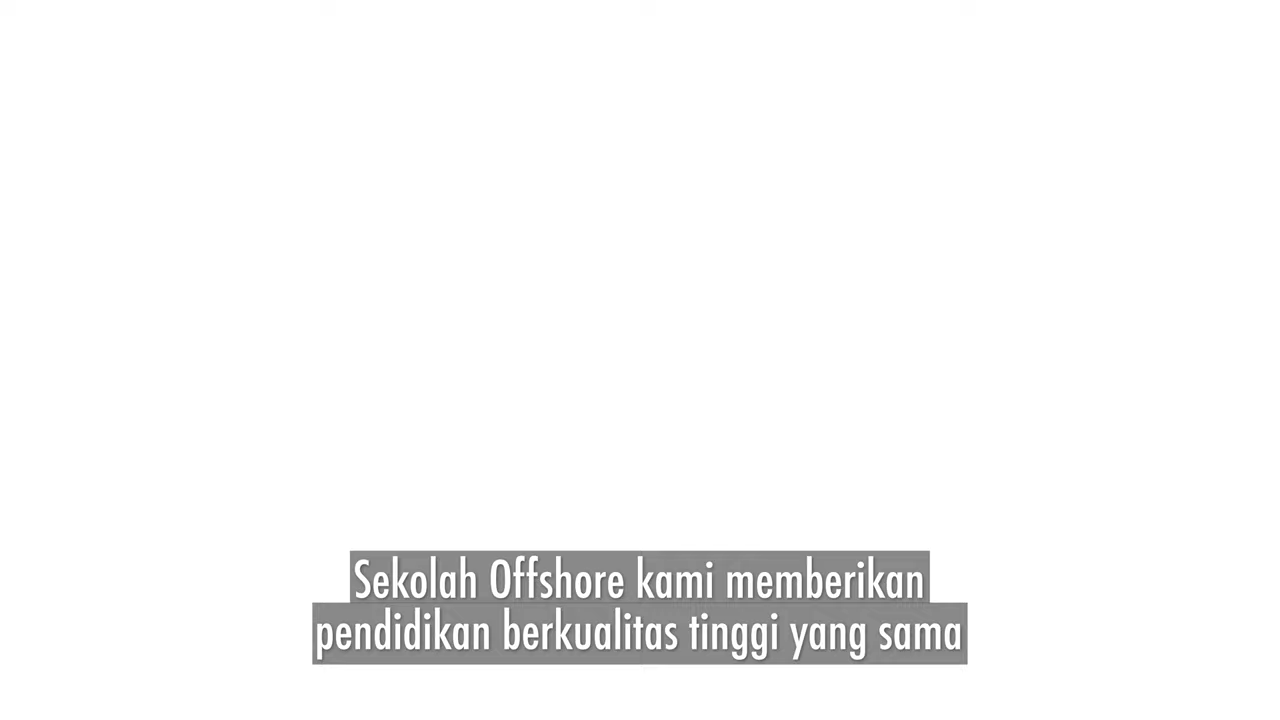 Sekolah Offshore kami memberikan
pendidikan berkualitas tinggi yang sama